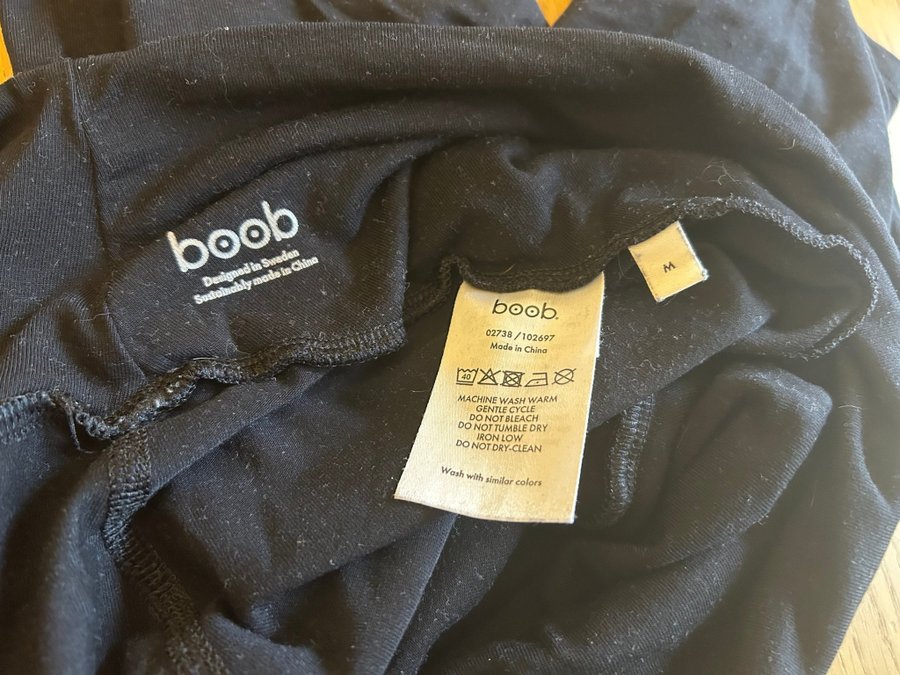 boob
Designed in Sweden
Sustainably made in China
boob®
02738 / 102697
Made in China
40
MACHINE WASH WARM
GENTLE CYCLE
DO NOT BLEACH
DO NOT TUMBLE DRY
IRON LOW
DO NOT DRY-CLEAN
Wash with similar colors
M